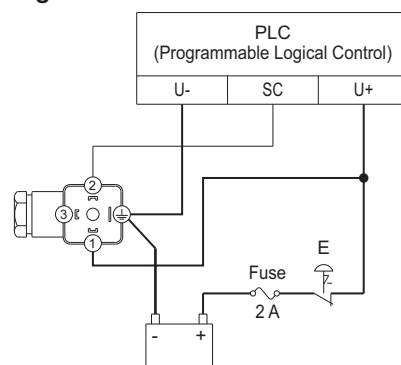 PLC
(Programmable Logical Control)
U- SC U+
2
3
1
E
Fuse
2 A
- +